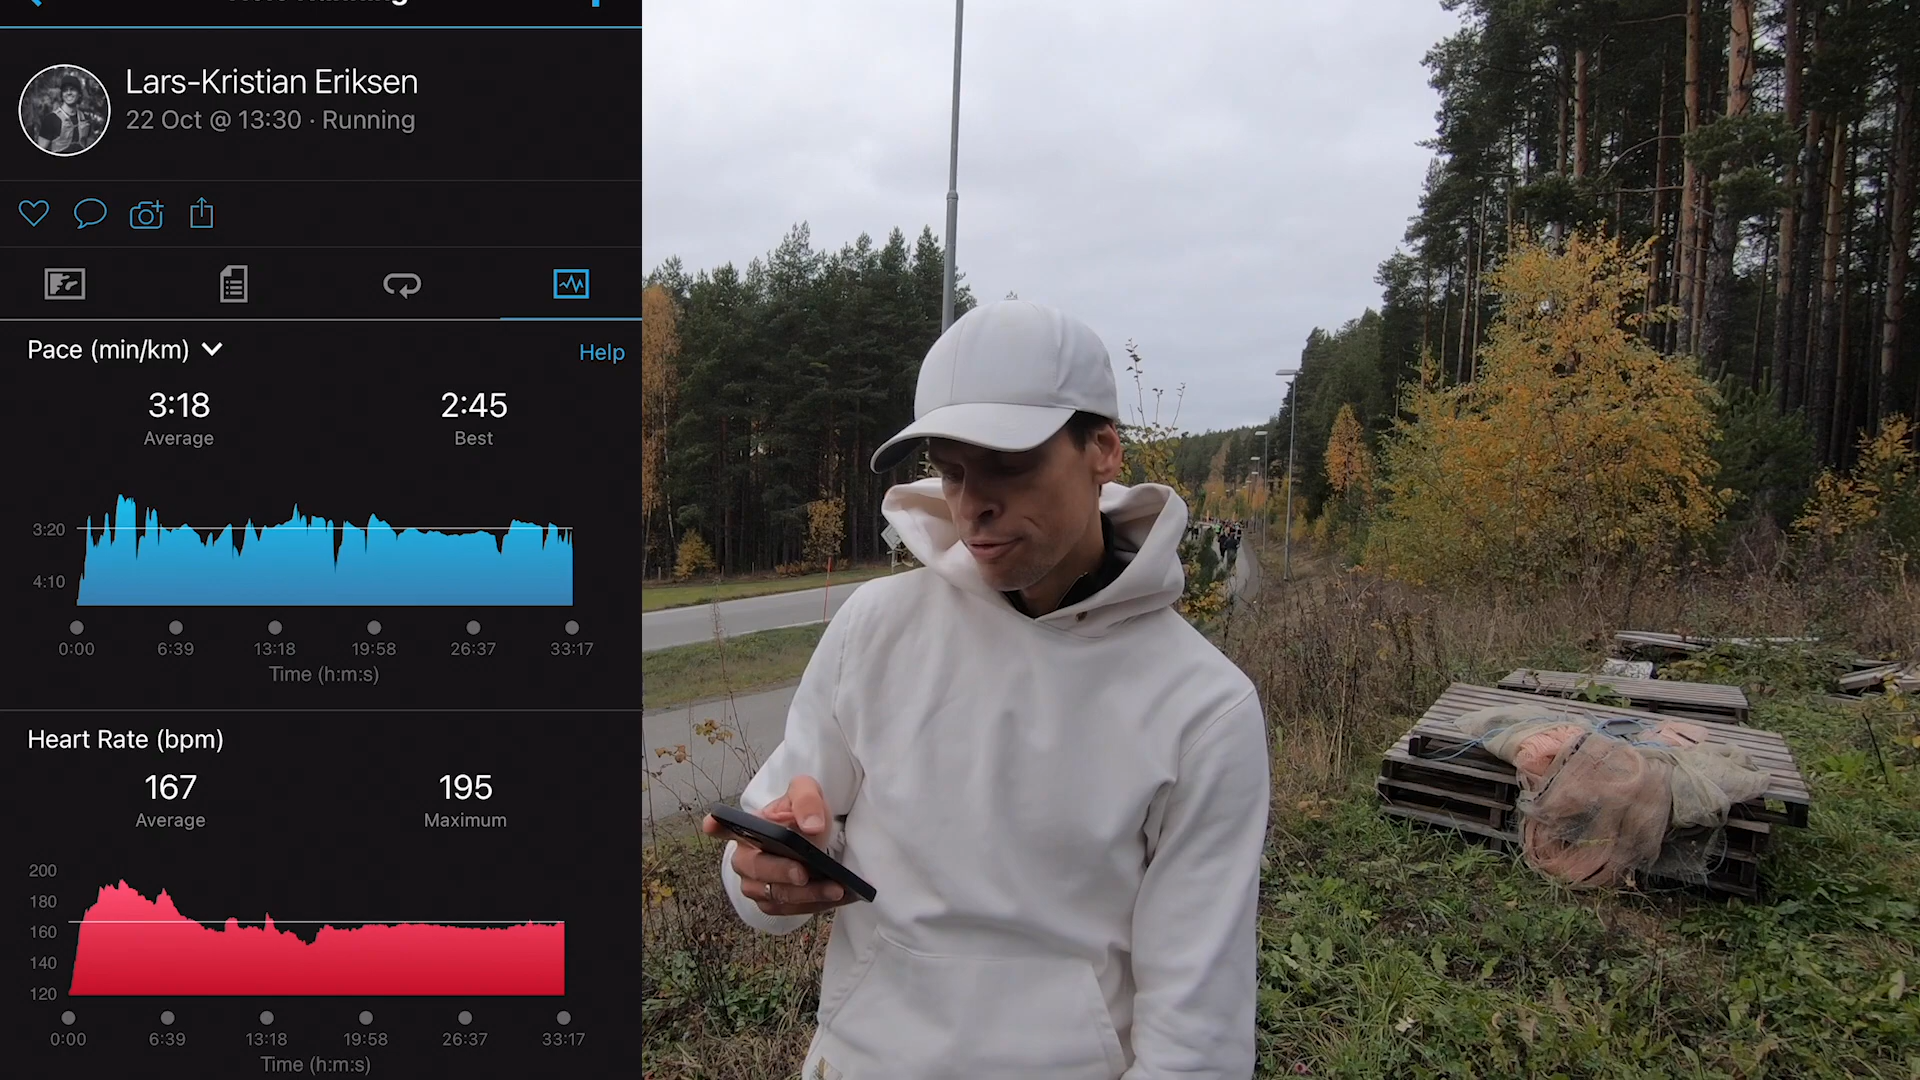 Lars-Kristian Eriksen
22 Oct @ 13:30 · Running
Pace (min/km)
Help
3:18
2:45
Average
Best
3:20
4:10
0:00 6:39 13:18 19:58 26:37 33:17
Time (h:m:s)
Heart Rate (bpm)
167
195
Average
Maximum
200
180
160
140
120
0:00 6:39 13:18 19:58 26:37 33:17
Time (h:m:s)